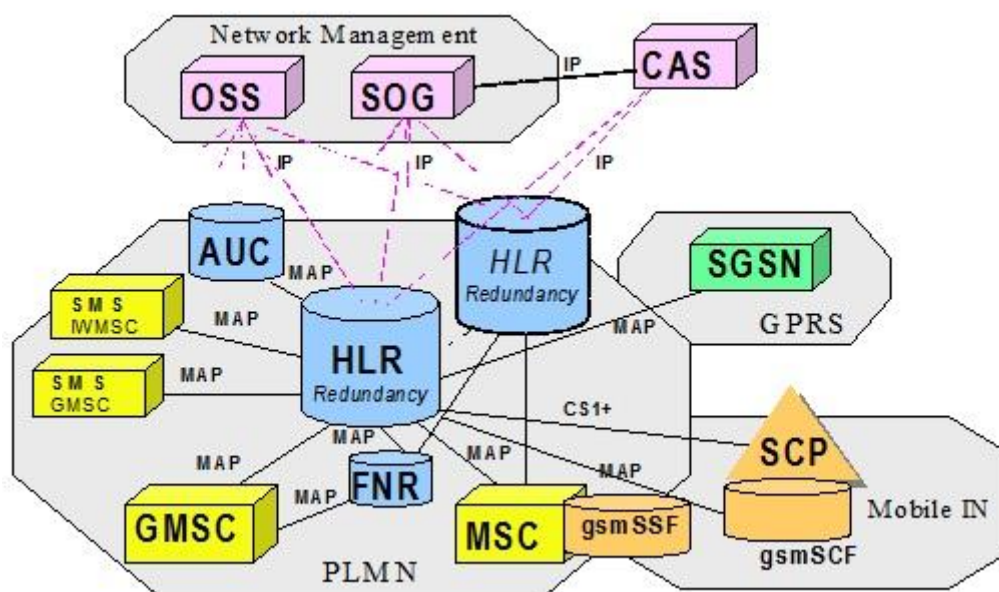 Network Management
OSS
SOG
IP
CAS
IP
IP
IP
AUC
MAP
HLR
Redundancy
SGSN
GPRS
SMS
IWMSC
MAP
MAP
SMS
GMSC
MAP
HLR
Redundancy
CS1+
MAP
MAP
MAP
MAP
SCP
FNR
MAP
GMSC
MSC
gsmSSF
Mobile IN
gsmSCF
PLMN